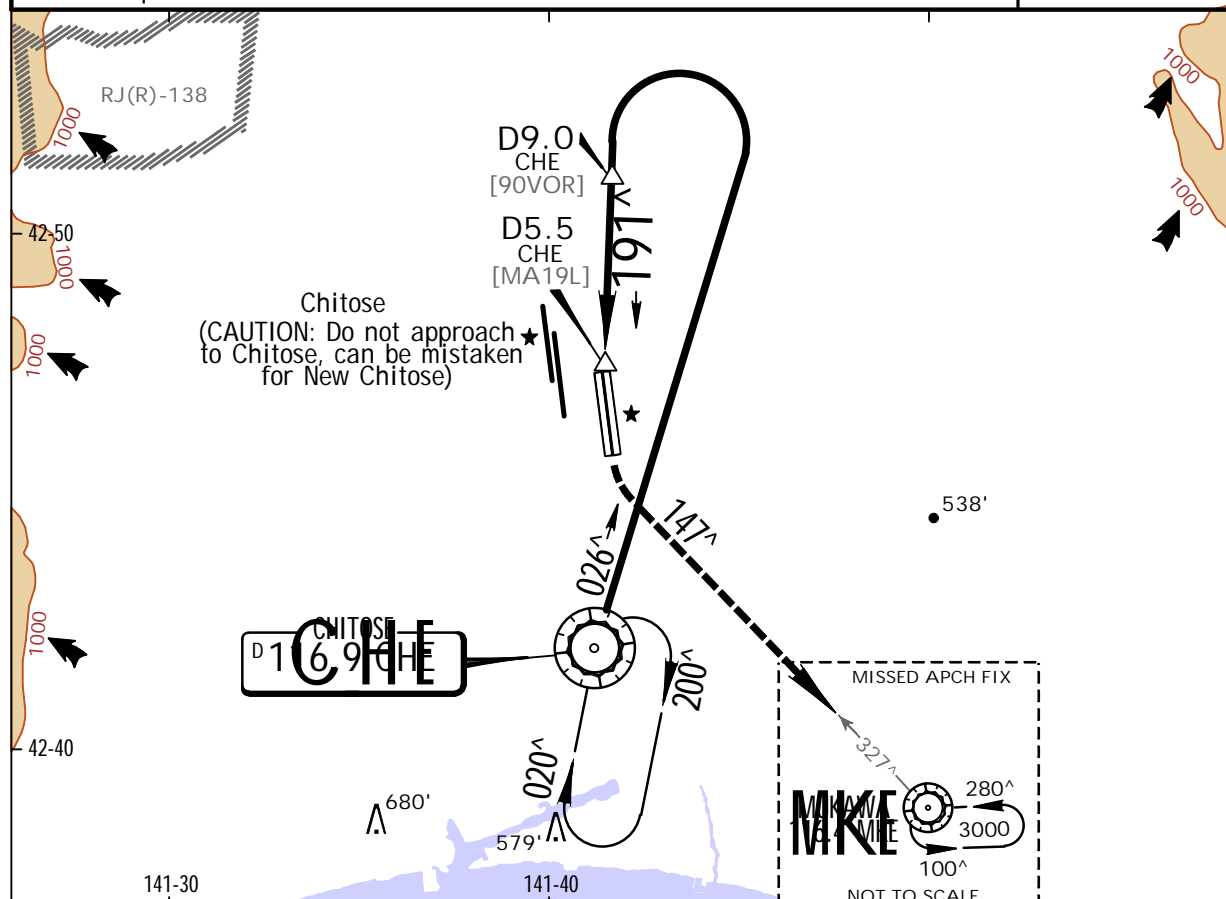 RJ(R)-138
1000
1000
1000
D9.0
CHE
[90VOR]
191^
42-50
D5.5
CHE
[MA19L]
1000
1000
Chitose
(CAUTION: Do not approach
to Chitose, can be mistaken
for New Chitose)
538'
147^
026^
1000
CHITOSE
D 116.9 CHE
CHE
200^
MISSED APCH FIX
42-40
020^
327^
280^
MKE
3000
100^
680'
579'
141-30
141-40
NOT TO SCALE